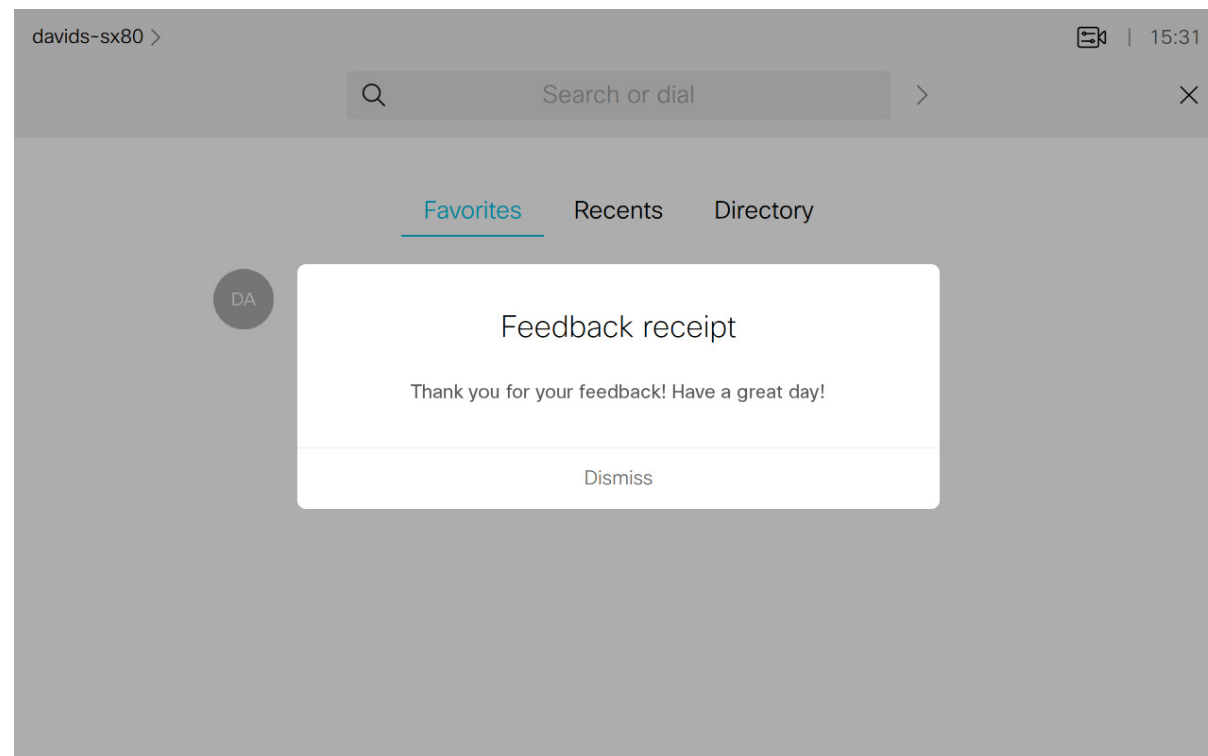 davids-sx80
15:31
Search or dial
Favorites Recents Directory
DA
Feedback receipt
Thank you for your feedback! Have a great day!
Dismiss